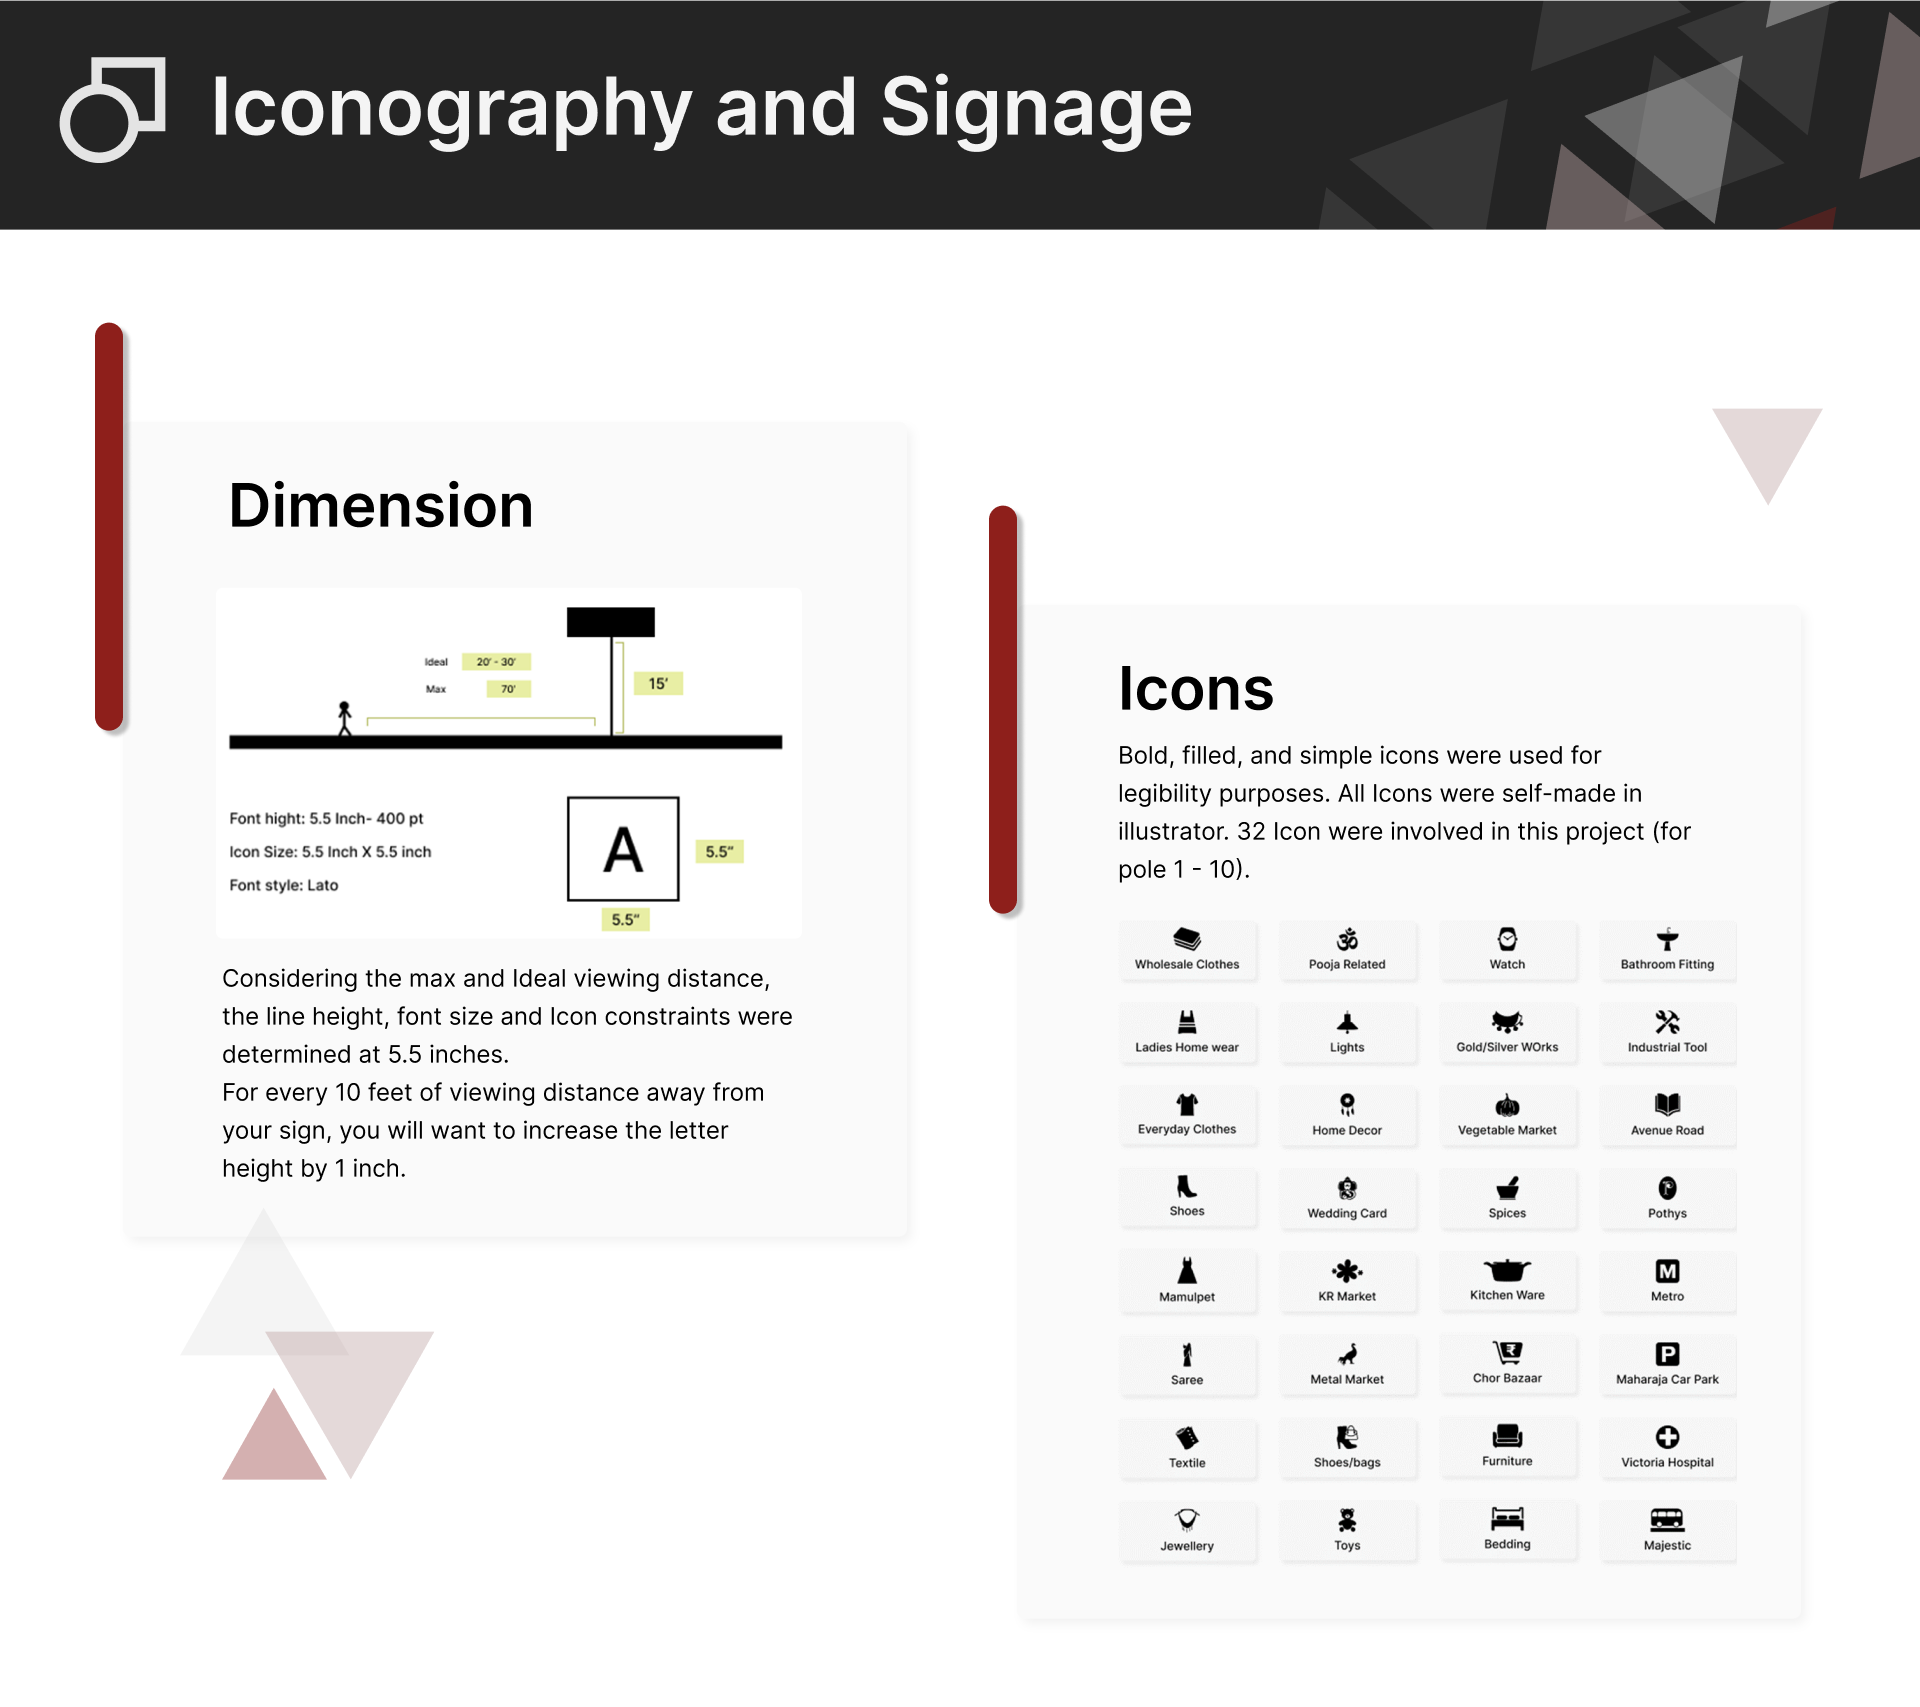 Iconography and Signage
Dimension
Ideal 20' - 30'
Max 70'
15'
Font hight: 5.5 Inch- 400 pt
Icon Size: 5.5 Inch X 5.5 inch
Font style: Lato
A
5.5"
5.5"
Considering the max and Ideal viewing distance,
the line height, font size and Icon constraints were
determined at 5.5 inches.
For every 10 feet of viewing distance away from
your sign, you will want to increase the letter
height by 1 inch.
Icons
Bold, filled, and simple icons were used for
legibility purposes. All Icons were self-made in
illustrator. 32 Icon were involved in this project (for
pole 1 - 10).
ॐ
Wholesale Clothes Pooja Related Watch Bathroom Fitting
Ladies Home wear Lights Gold/Silver WOrks Industrial Tool
Everyday Clothes Home Decor Vegetable Market Avenue Road
P
Shoes Wedding Card Spices Pothys
M
Mamulpet KR Market Kitchen Ware Metro
₹ P
Saree Metal Market Chor Bazaar Maharaja Car Park
Textile Shoes/bags Furniture Victoria Hospital
Jewellery Toys Bedding Majestic